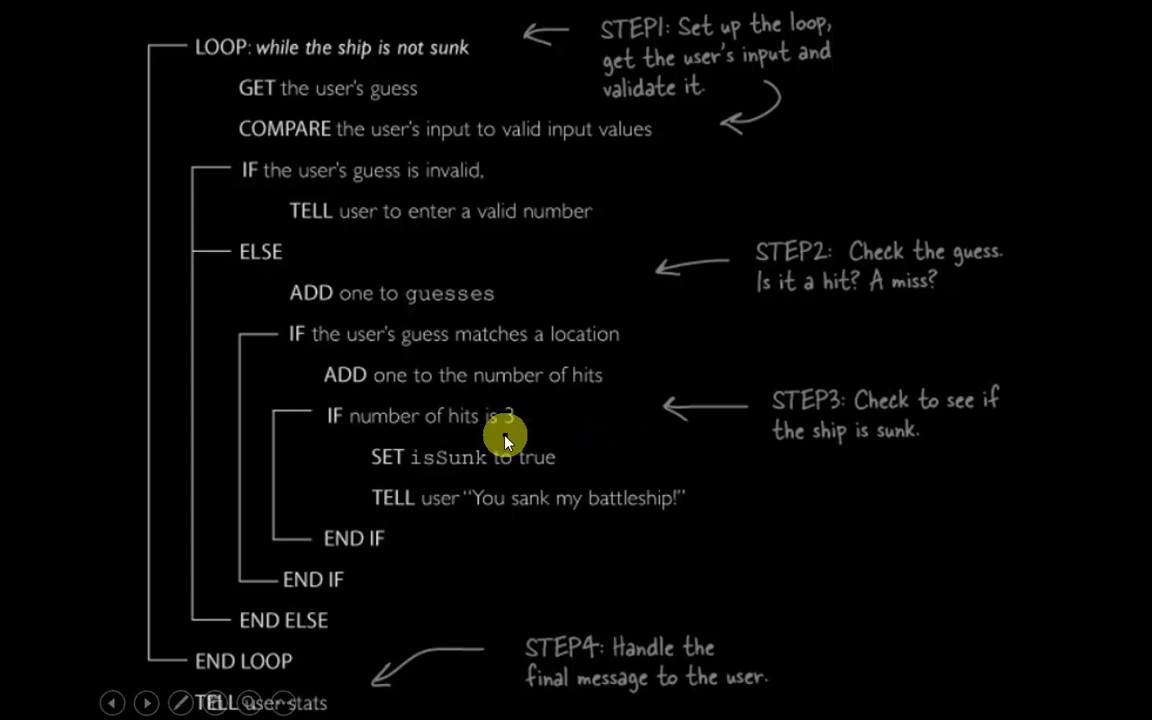 LOOP: while the ship is not sunk
GET the user's guess
COMPARE the user's input to valid input values
IF the user's guess is invalid,
TELL user to enter a valid number
ELSE
ADD one to guesses
IF the user's guess matches a location
ADD one to the number of hits
IF number of hits is 3
SET isSunk to true
TELL user "You sank my battleship!"
END IF
END IF
END ELSE
END LOOP
TELL user stats
STEP1: Set up the loop,
get the user's input and
validate it.
STEP2: Check the guess.
Is it a hit? A miss?
STEP3: Check to see if
the ship is sunk.
STEP4: Handle the
final message to the user.